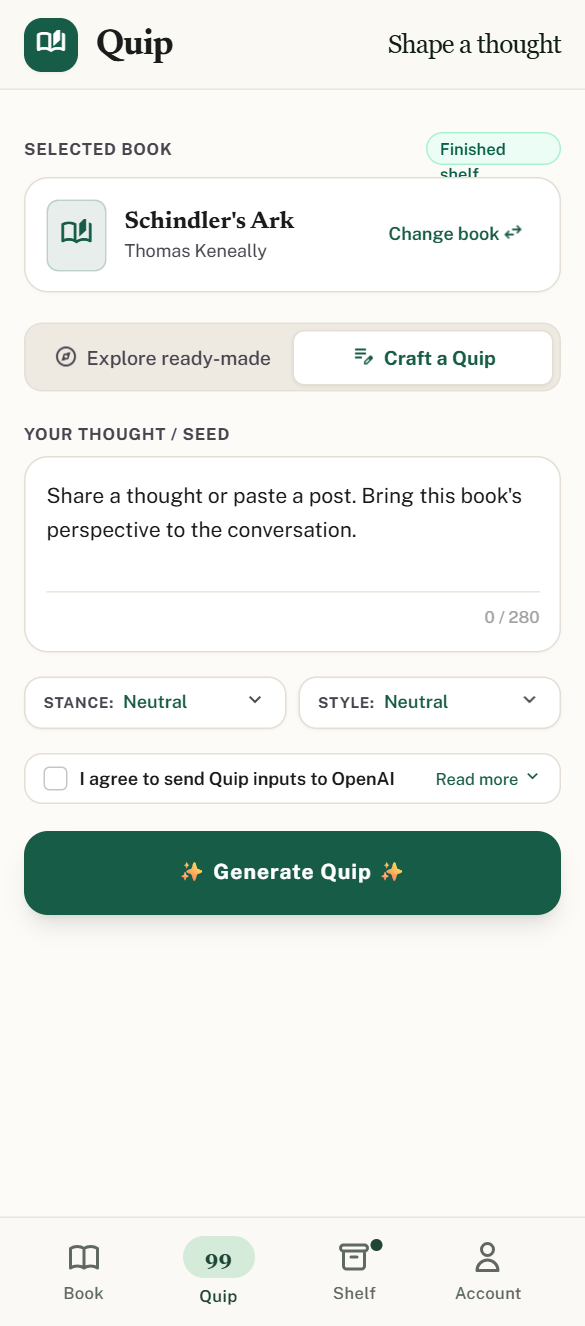 Quip
Shape a thought
SELECTED BOOK
Finished
shelf
Schindler's Ark
Thomas Keneally
Change book
Explore ready-made
Craft a Quip
YOUR THOUGHT / SEED
Share a thought or paste a post. Bring this book's
perspective to the conversation.
0 / 280
STANCE: Neutral
STYLE: Neutral
I agree to send Quip inputs to OpenAI
Read more
✨ Generate Quip ✨
Book
Quip
Shelf
Account